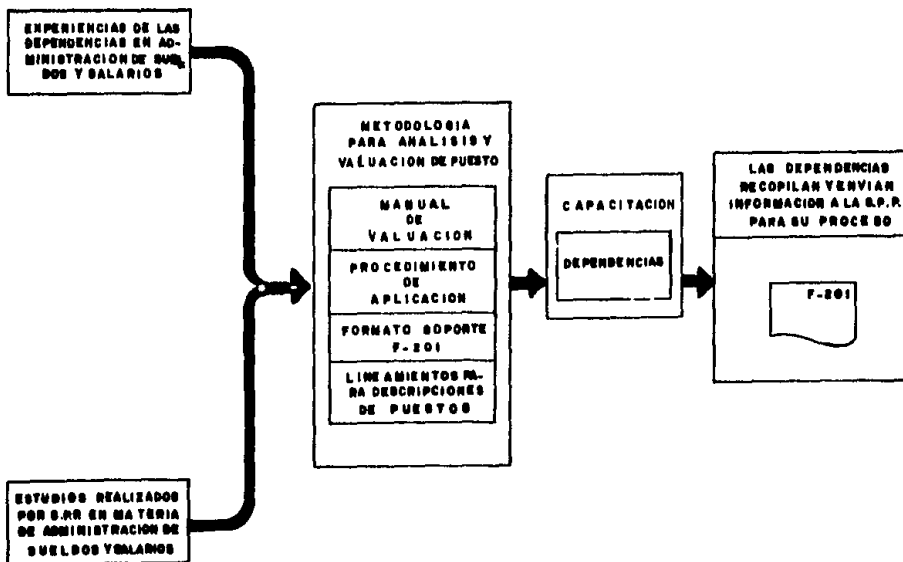 EXPERIENCIAS DE LAS
DEPENDENCIAS EN AD-
MINISTRACION DE SUEL
DOS Y SALARIOS
METODOLOGIA
PARA ANALISIS Y
VALUACION DE PUESTO
MANUAL
DE
VALUACION
PROCEDIMIENTO
DE
APLICACION
FORMATO SOPORTE
F-201
LINEAMIENTOS PA-
RA DESCRIPCIONES
DE PUESTOS
CAPACITACION
DEPENDENCIAS
LAS DEPENDENCIAS
RECOPILAN Y ENVIAN
INFORMACION A LA S.P.P.
PARA SU PROCESO
F-201
ESTUDIOS REALIZADOS
POR S.P.P. EN MATERIA
DE ADMINISTRACION DE
SUELDOS Y SALARIOS